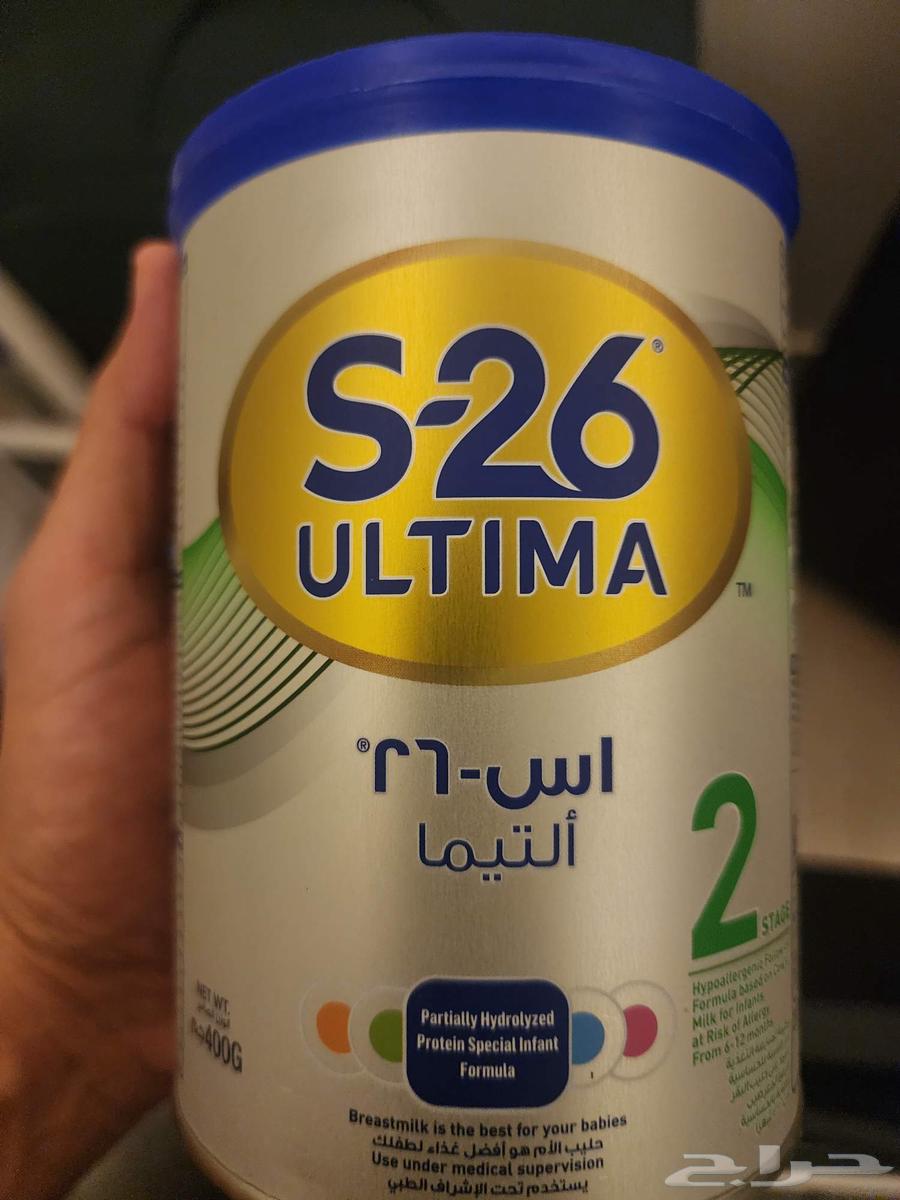 S-26®
ULTIMA
TM
اس-٢٦®
ألتيما
2
STAGE
Hypoallergenic
Formula based on Cow's
Milk for Infants
at Risk of Allergy
From 6-12 months
NET WT.
400G
Partially Hydrolyzed
Protein Special Infant
Formula
Breastmilk is the best for your babies
حليب الأم هو أفضل غذاء لطفلك
Use under medical supervision
يستخدم تحت الإشراف الطبي
حراج